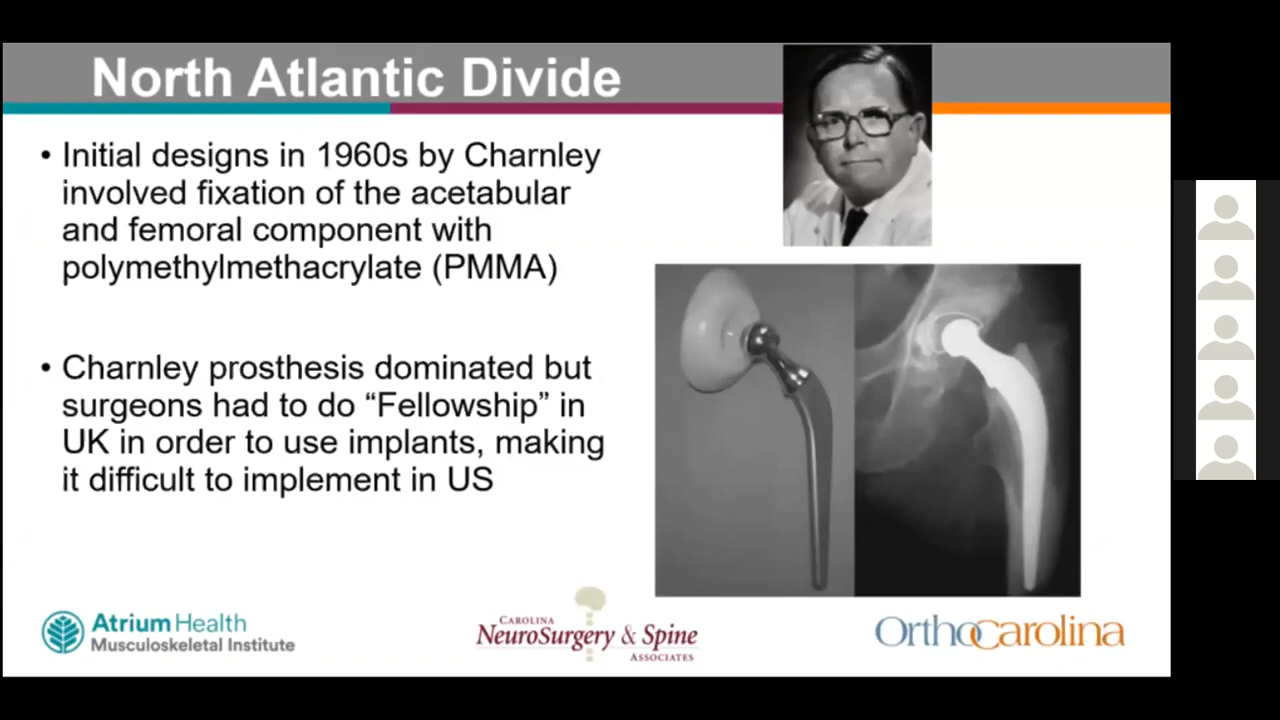 North Atlantic Divide
• Initial designs in 1960s by Charnley
involved fixation of the acetabular
and femoral component with
polymethylmethacrylate (PMMA)
• Charnley prosthesis dominated but
surgeons had to do “Fellowship” in
UK in order to use implants, making
it difficult to implement in US
Atrium Health
Musculoskeletal Institute
CAROLINA
NEUROSURGERY & SPINE
ASSOCIATES
OrthoCarolina